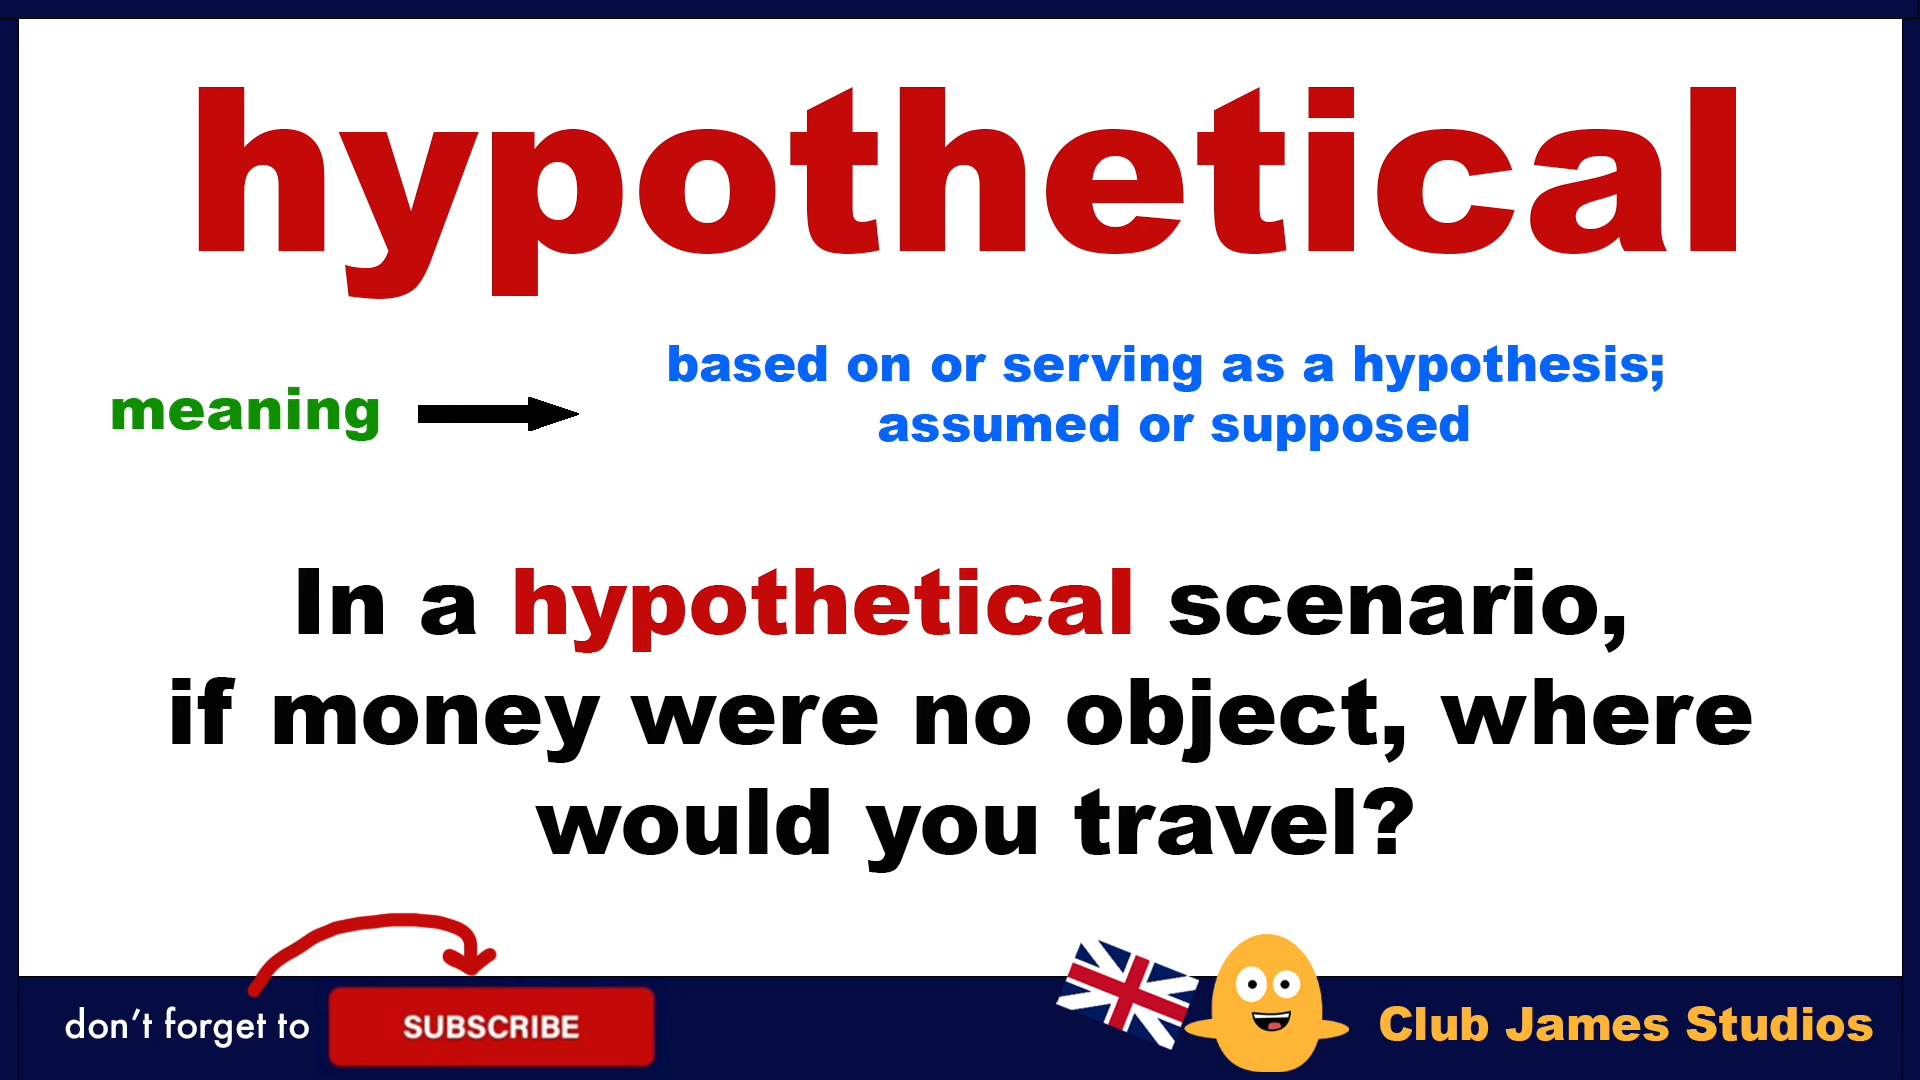 hypothetical
meaning
based on or serving as a hypothesis;
assumed or supposed
In a hypothetical scenario,
if money were no object, where
would you travel?
don't forget to
SUBSCRIBE
Club James Studios